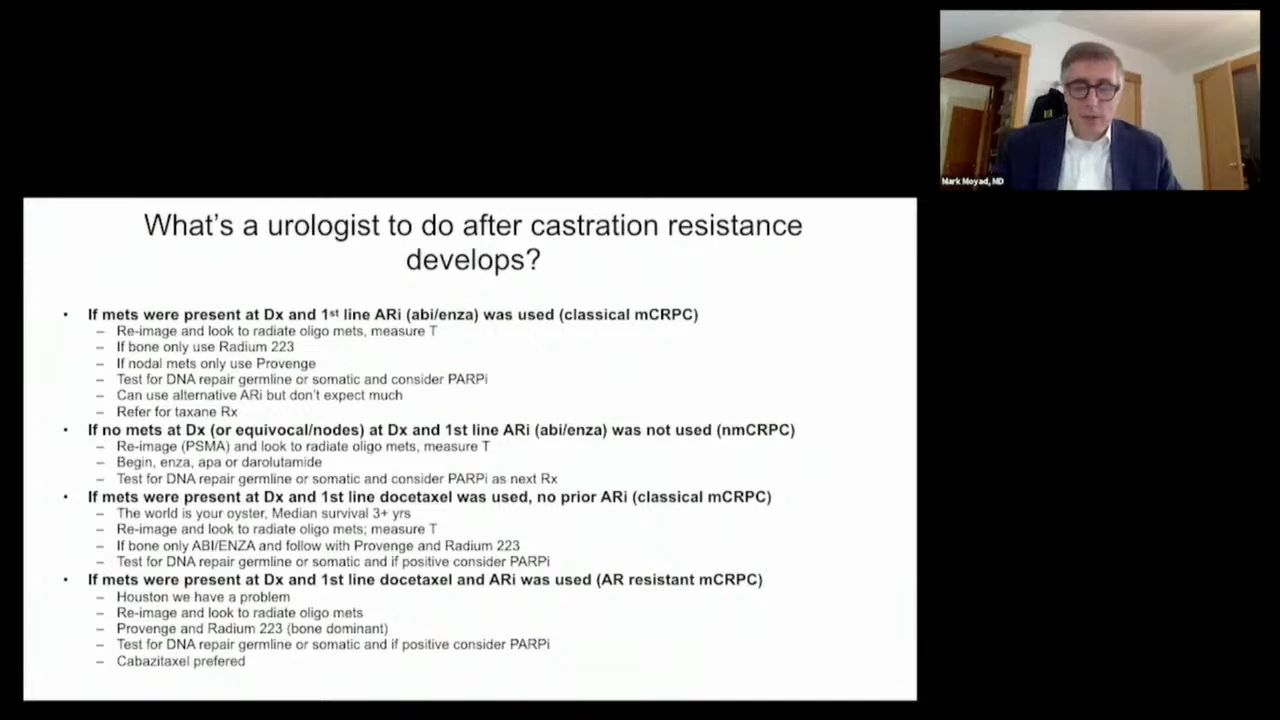 Mark Moyad, MD
What's a urologist to do after castration resistance
develops?
• If mets were present at Dx and 1st line ARi (abi/enza) was used (classical mCRPC)
– Re-image and look to radiate oligo mets, measure T
– If bone only use Radium 223
– If nodal mets only use Provenge
– Test for DNA repair germline or somatic and consider PARPi
– Can use alternative ARi but don't expect much
– Refer for taxane Rx
• If no mets at Dx (or equivocal/nodes) at Dx and 1st line ARi (abi/enza) was not used (nmCRPC)
– Re-image (PSMA) and look to radiate oligo mets, measure T
– Begin, enza, apa or darolutamide
– Test for DNA repair germline or somatic and consider PARPi as next Rx
• If mets were present at Dx and 1st line docetaxel was used, no prior ARi (classical mCRPC)
– The world is your oyster, Median survival 3+ yrs
– Re-image and look to radiate oligo mets; measure T
– If bone only ABI/ENZA and follow with Provenge and Radium 223
– Test for DNA repair germline or somatic and if positive consider PARPi
• If mets were present at Dx and 1st line docetaxel and ARi was used (AR resistant mCRPC)
– Houston we have a problem
– Re-image and look to radiate oligo mets
– Provenge and Radium 223 (bone dominant)
– Test for DNA repair germline or somatic and if positive consider PARPi
– Cabazitaxel prefered